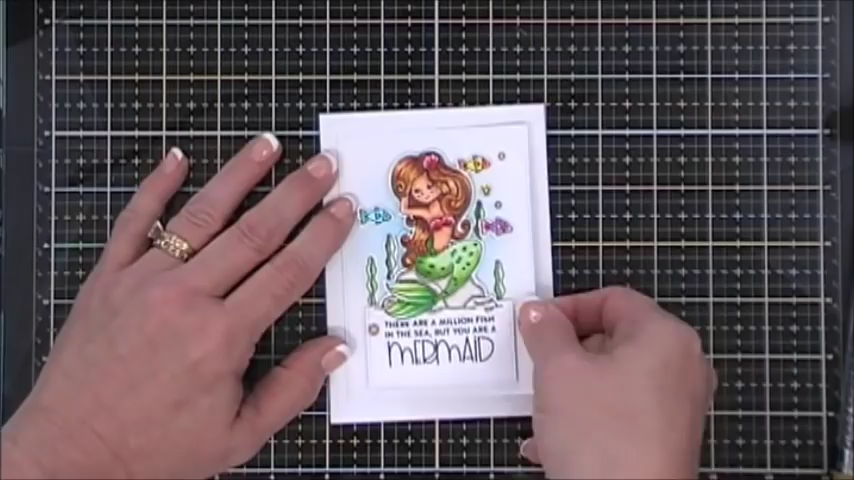 THERE ARE A MILLION FISH
IN THE SEA, BUT YOU ARE A
MERMAID